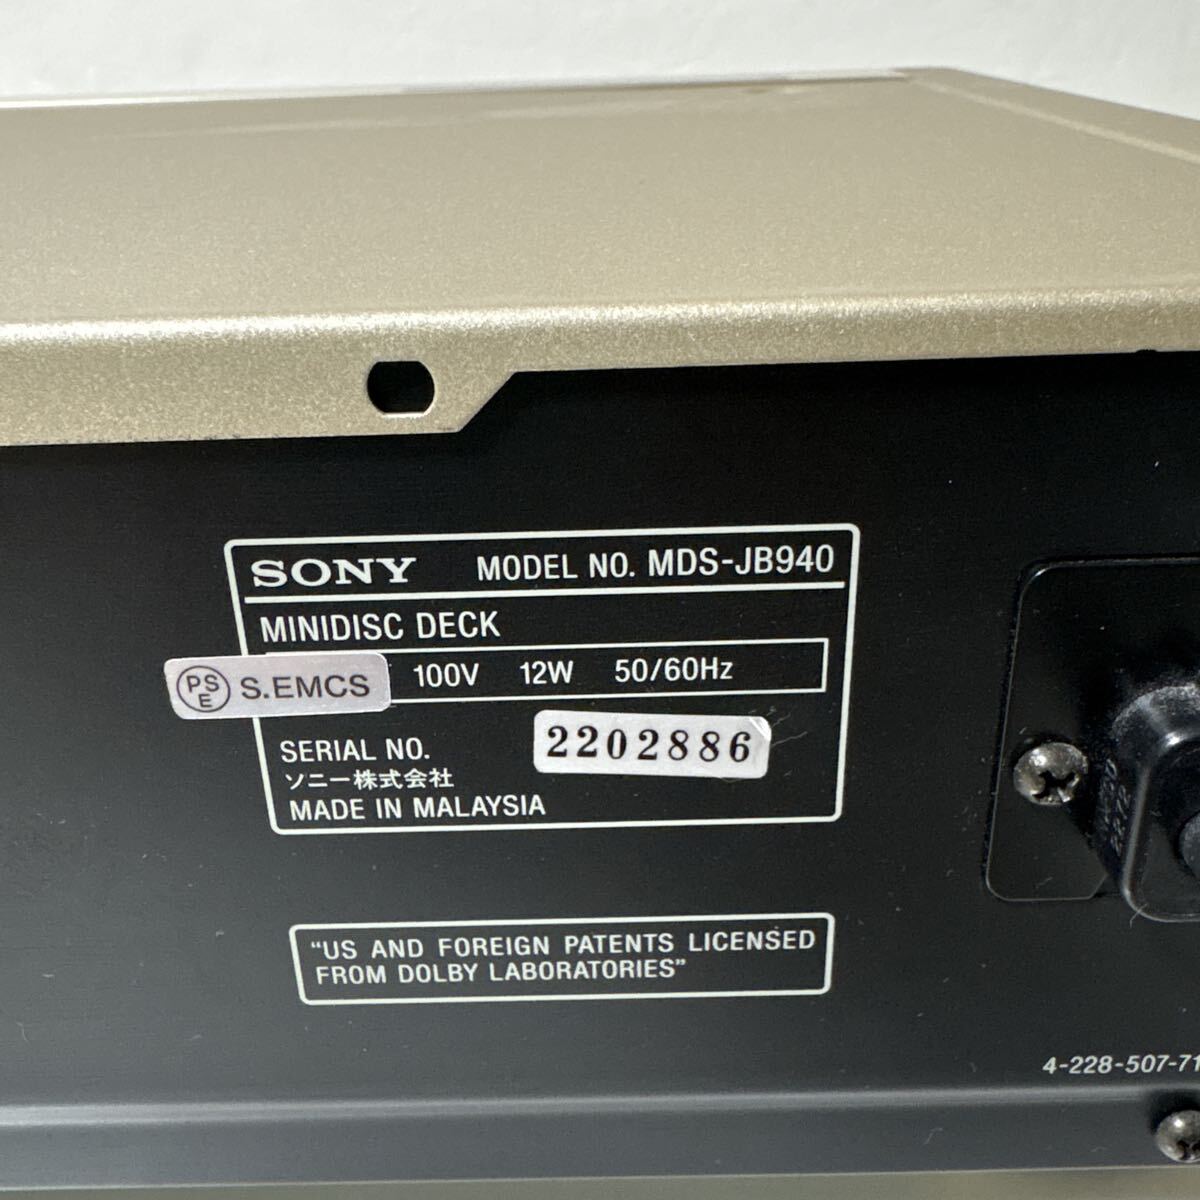 SONY MODEL NO. MDS-JB940
MINIDISC DECK
PSE S.EMCS 100V 12W 50/60Hz
SERIAL NO. 2202886
ソニー株式会社
MADE IN MALAYSIA
"US AND FOREIGN PATENTS LICENSED
FROM DOLBY LABORATORIES"
4-228-507-71